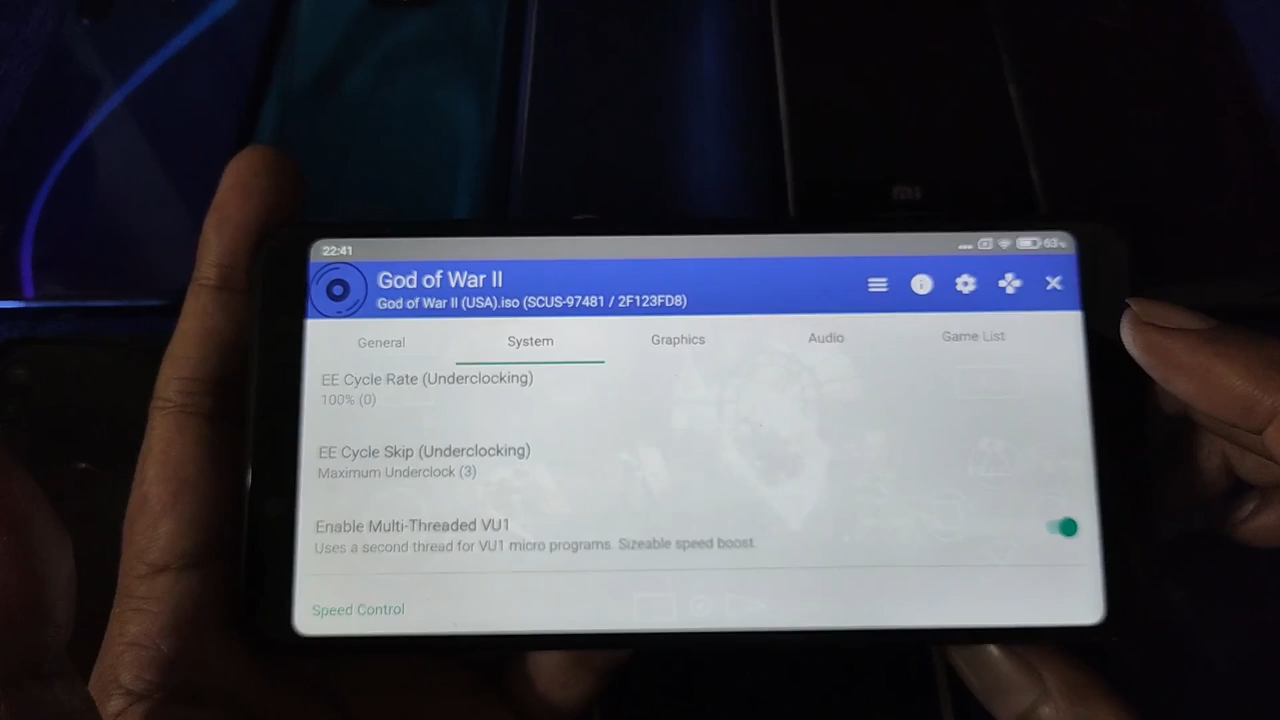 mi
22:41
63%
God of War II
God of War II (USA).iso (SCUS-97481 / 2F123FD8)
General
System
Graphics
Audio
Game List
EE Cycle Rate (Underclocking)
100% (0)
EE Cycle Skip (Underclocking)
Maximum Underclock (3)
Enable Multi-Threaded VU1
Uses a second thread for VU1 micro programs. Sizeable speed boost.
Speed Control